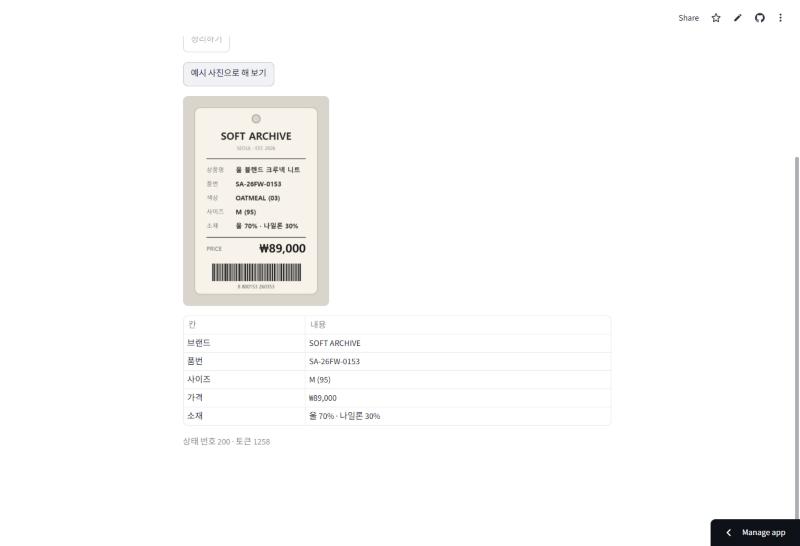 Share
정리하기
예시 사진으로 해 보기
SOFT ARCHIVE
SEOUL · EST. 2026
상품명 울 블렌드 크루넥 니트
품번 SA-26FW-0153
색상 OATMEAL (03)
사이즈 M (95)
소재 울 70% · 나일론 30%
PRICE ₩89,000
8 800153 260353
칸 내용
브랜드 SOFT ARCHIVE
품번 SA-26FW-0153
사이즈 M (95)
가격 ₩89,000
소재 울 70% · 나일론 30%
상태 번호 200 · 토큰 1258
Manage app